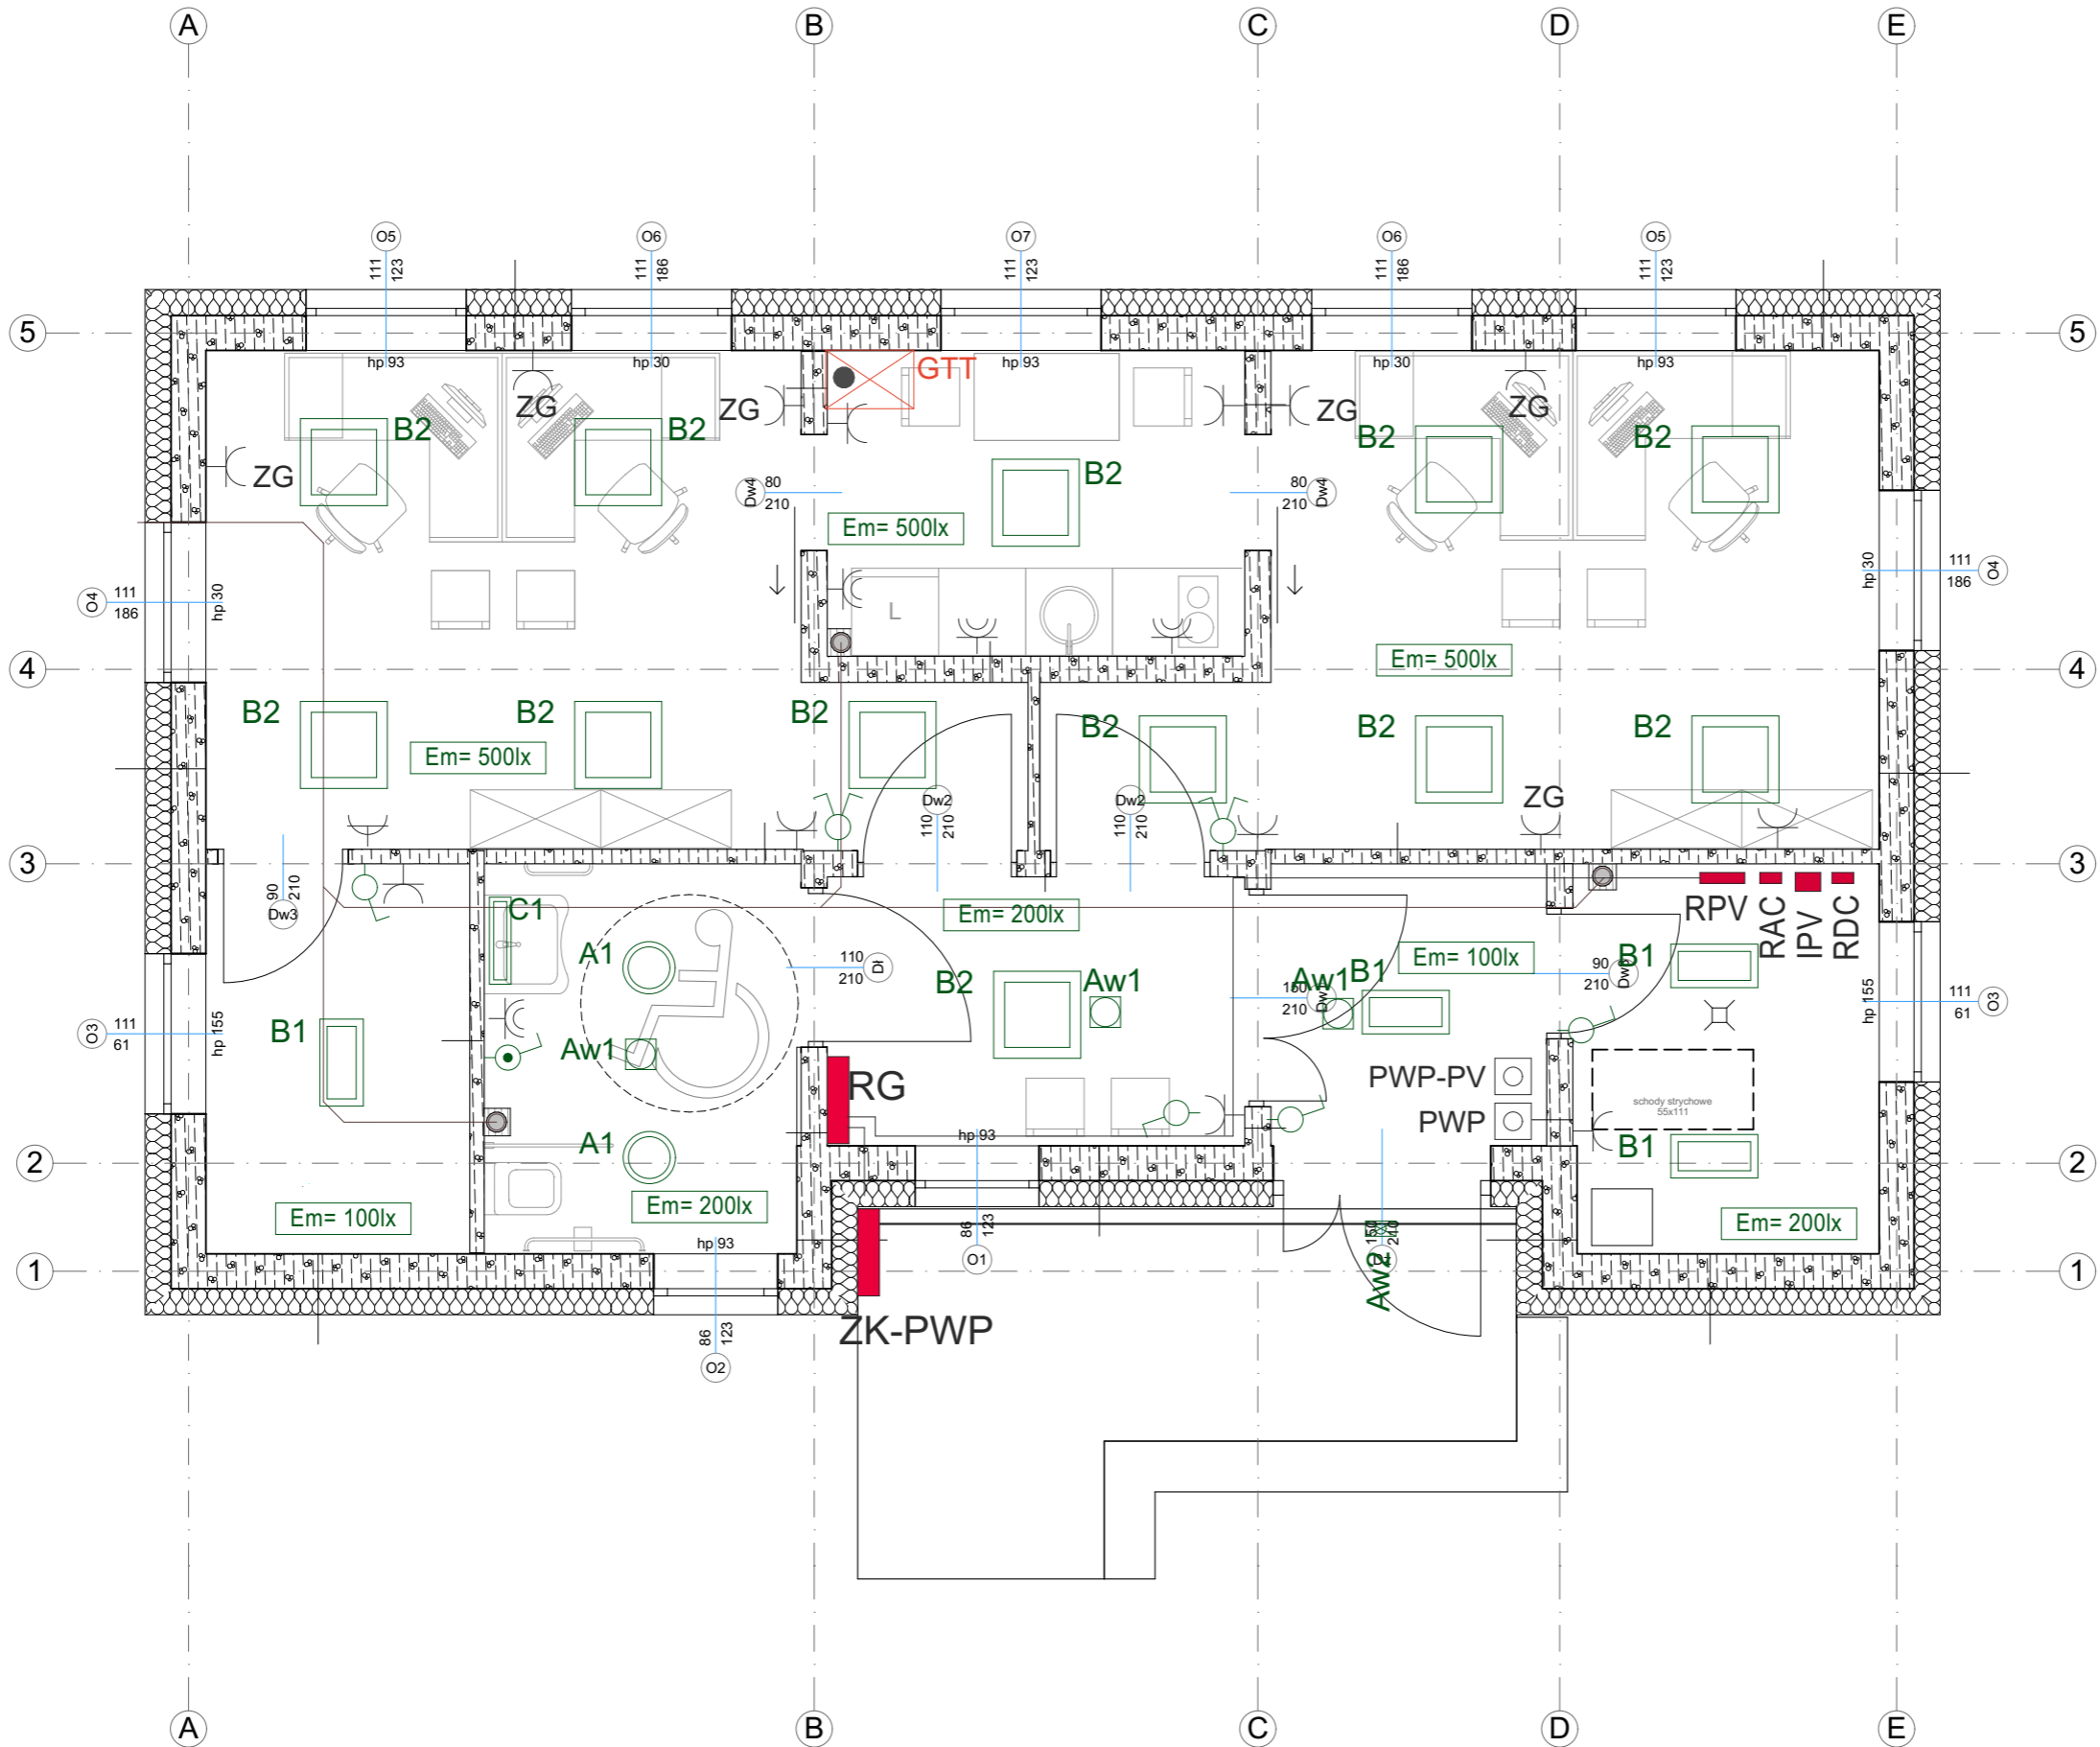 A B C D E
O5 O6 O7 O6 O5
111 123 111 186 111 123 111 186 111 123
5 5
hp 93 hp 30 hp 93 hp 30 hp 93
GTT
ZG ZG ZG ZG
B2 B2 B2 B2
ZG
B2
Dw4 80 210
80 210 Dw4
Em= 500lx
O4 111 186 hp 30
hp 30 111 186 O4
L
4 4
Em= 500lx
B2 B2 B2 B2 B2 B2
Em= 500lx
ZG
Dw2 110 210
Dw2 110 210
3 3
90 210 Dw3
RPV RAC IPV RDC
C1
Em= 200lx
Em= 100lx
A1
110 210 Dł
B2 Aw1
Aw1 B1
210
90 210
B1
O3 111 61 hp 155
hp 155 111 61 O3
B1
Aw1
RG
PWP-PV
PWP
schody strychowe
55x111
A1
hp 93
B1
2 2
Em= 100lx
Em= 200lx
Em= 200lx
hp 93
86 123
O1
150 210
Aw2
1 1
ZK-PWP
86 123
O2
A B C D E